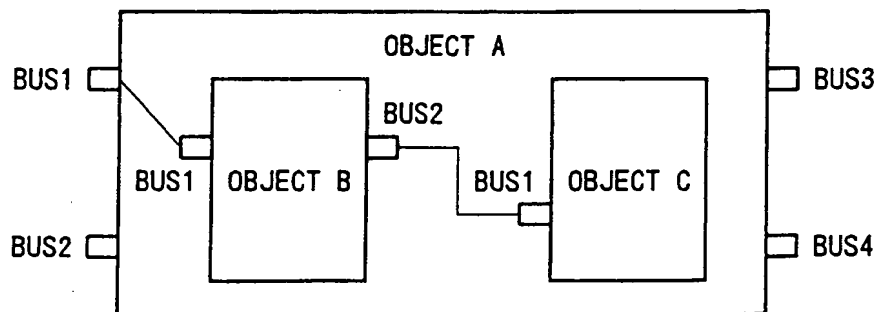 OBJECT A
BUS1
BUS3
BUS2
BUS1
OBJECT B
BUS1
OBJECT C
BUS2
BUS4